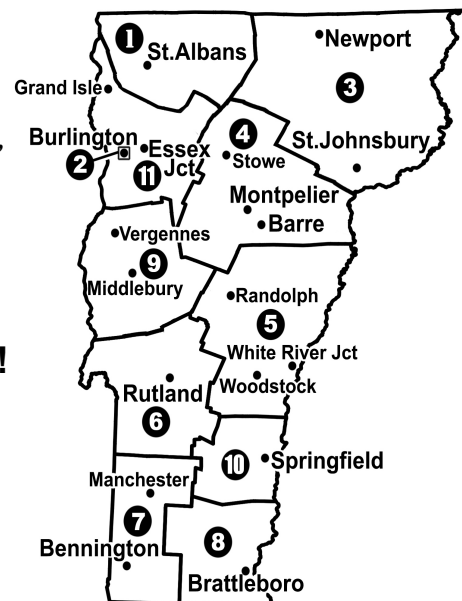 1
St.Albans
Newport
3
Grand Isle
4
Burlington
Essex
Jct.
2
11
Stowe
St.Johnsbury
Montpelier
Barre
Vergennes
9
Middlebury
Randolph
5
White River Jct
Woodstock
!
Rutland
6
10
Springfield
Manchester
7
Bennington
8
Brattleboro